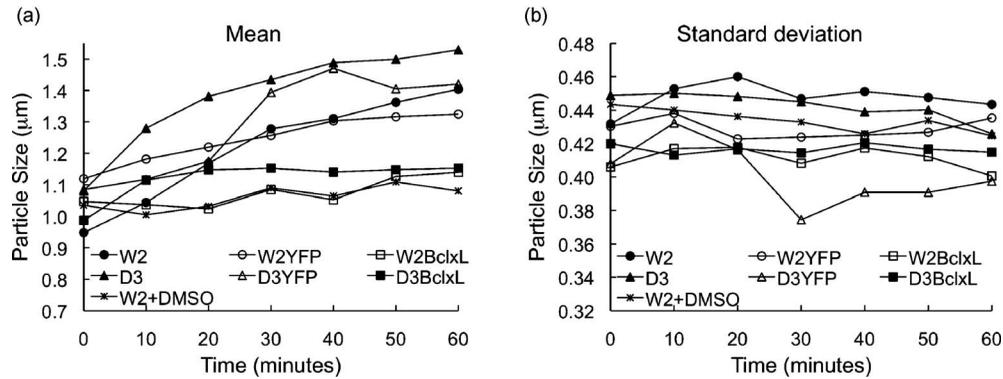 (a)
Mean
Particle Size (μm)
1.5
1.4
1.3
1.2
1.1
1.0
0.9
0.8
0.7
W2 W2YFP W2BclxL
D3 D3YFP D3BclxL
W2+DMSO
0 10 20 30 40 50 60
Time (minutes)
(b)
Standard deviation
Particle Size (μm)
0.48
0.46
0.44
0.42
0.40
0.38
0.36
0.34
0.32
W2 W2YFP W2BclxL
D3 D3YFP D3BclxL
W2+DMSO
0 10 20 30 40 50 60
Time (minutes)